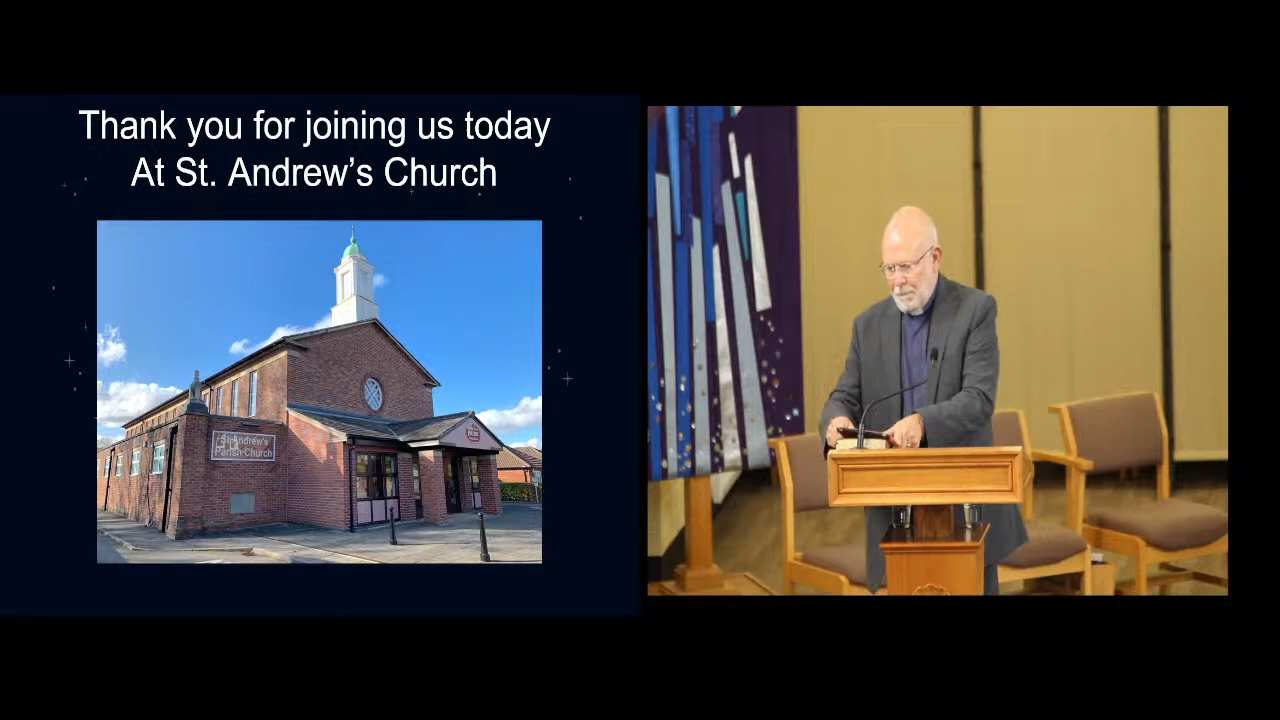 Thank you for joining us today
At St. Andrew’s Church
St Andrew's
Parish Church